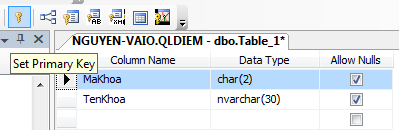 NGUYEN-VAIO.QLDIEM - dbo.Table_1*
Set Primary Key
Column Name Data Type Allow Nulls
MaKhoa char(2)
TenKhoa nvarchar(30)